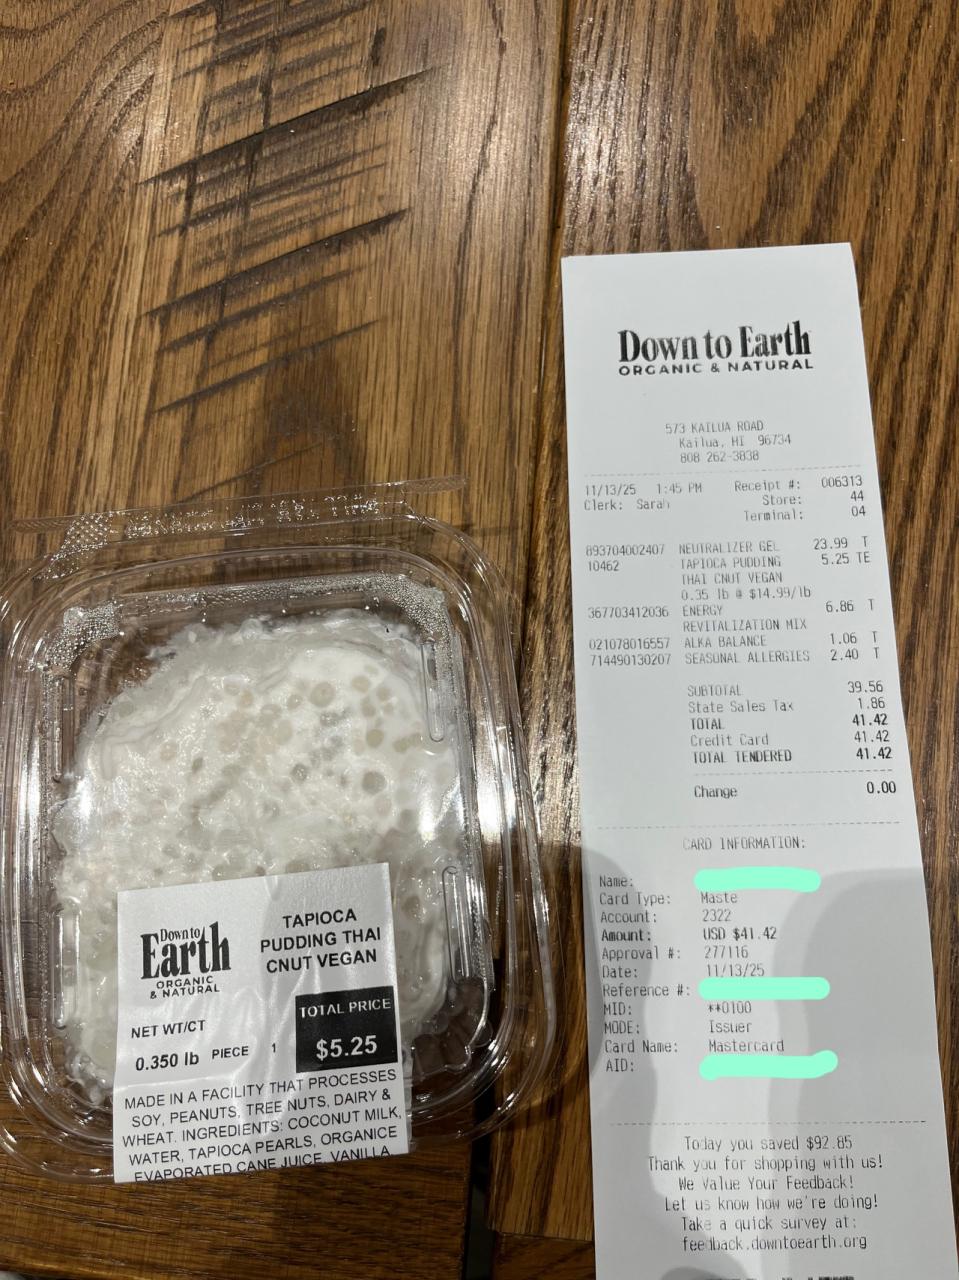 Down to
Earth
ORGANIC
& NATURAL
TAPIOCA
PUDDING THAI
CNUT VEGAN
NET WT/CT
0.350 lb PIECE 1
TOTAL PRICE
$5.25
MADE IN A FACILITY THAT PROCESSES
SOY, PEANUTS, TREE NUTS, DAIRY &
WHEAT. INGREDIENTS: COCONUT MILK,
WATER, TAPIOCA PEARLS, ORGANICE
EVAPORATED CANE JUICE, VANILLA
Down to Earth
ORGANIC & NATURAL
573 KAILUA ROAD
Kailua, HI 96734
808 262-3838
11/13/25 1:45 PM Receipt #: 006313
Clerk: Sarah Store: 44
Terminal: 04
893704002407 NEUTRALIZER GEL 23.99 T
10462 TAPIOCA PUDDING 5.25 TE
THAI CNUT VEGAN
0.35 lb @ $14.99/lb
367703412036 ENERGY 6.86 T
REVITALIZATION MIX
021078016557 ALKA BALANCE 1.06 T
714490130207 SEASONAL ALLERGIES 2.40 T
SUBTOTAL 39.56
State Sales Tax 1.86
TOTAL 41.42
Credit Card 41.42
TOTAL TENDERED 41.42
Change 0.00
CARD INFORMATION:
Name:
Card Type: Maste
Account: 2322
Amount: USD $41.42
Approval #: 277116
Date: 11/13/25
Reference #:
MID: **0100
MODE: Issuer
Card Name: Mastercard
AID:
Today you saved $92.85
Thank you for shopping with us!
We Value Your Feedback!
Let us know how we're doing!
Take a quick survey at:
feedback.downtoearth.org